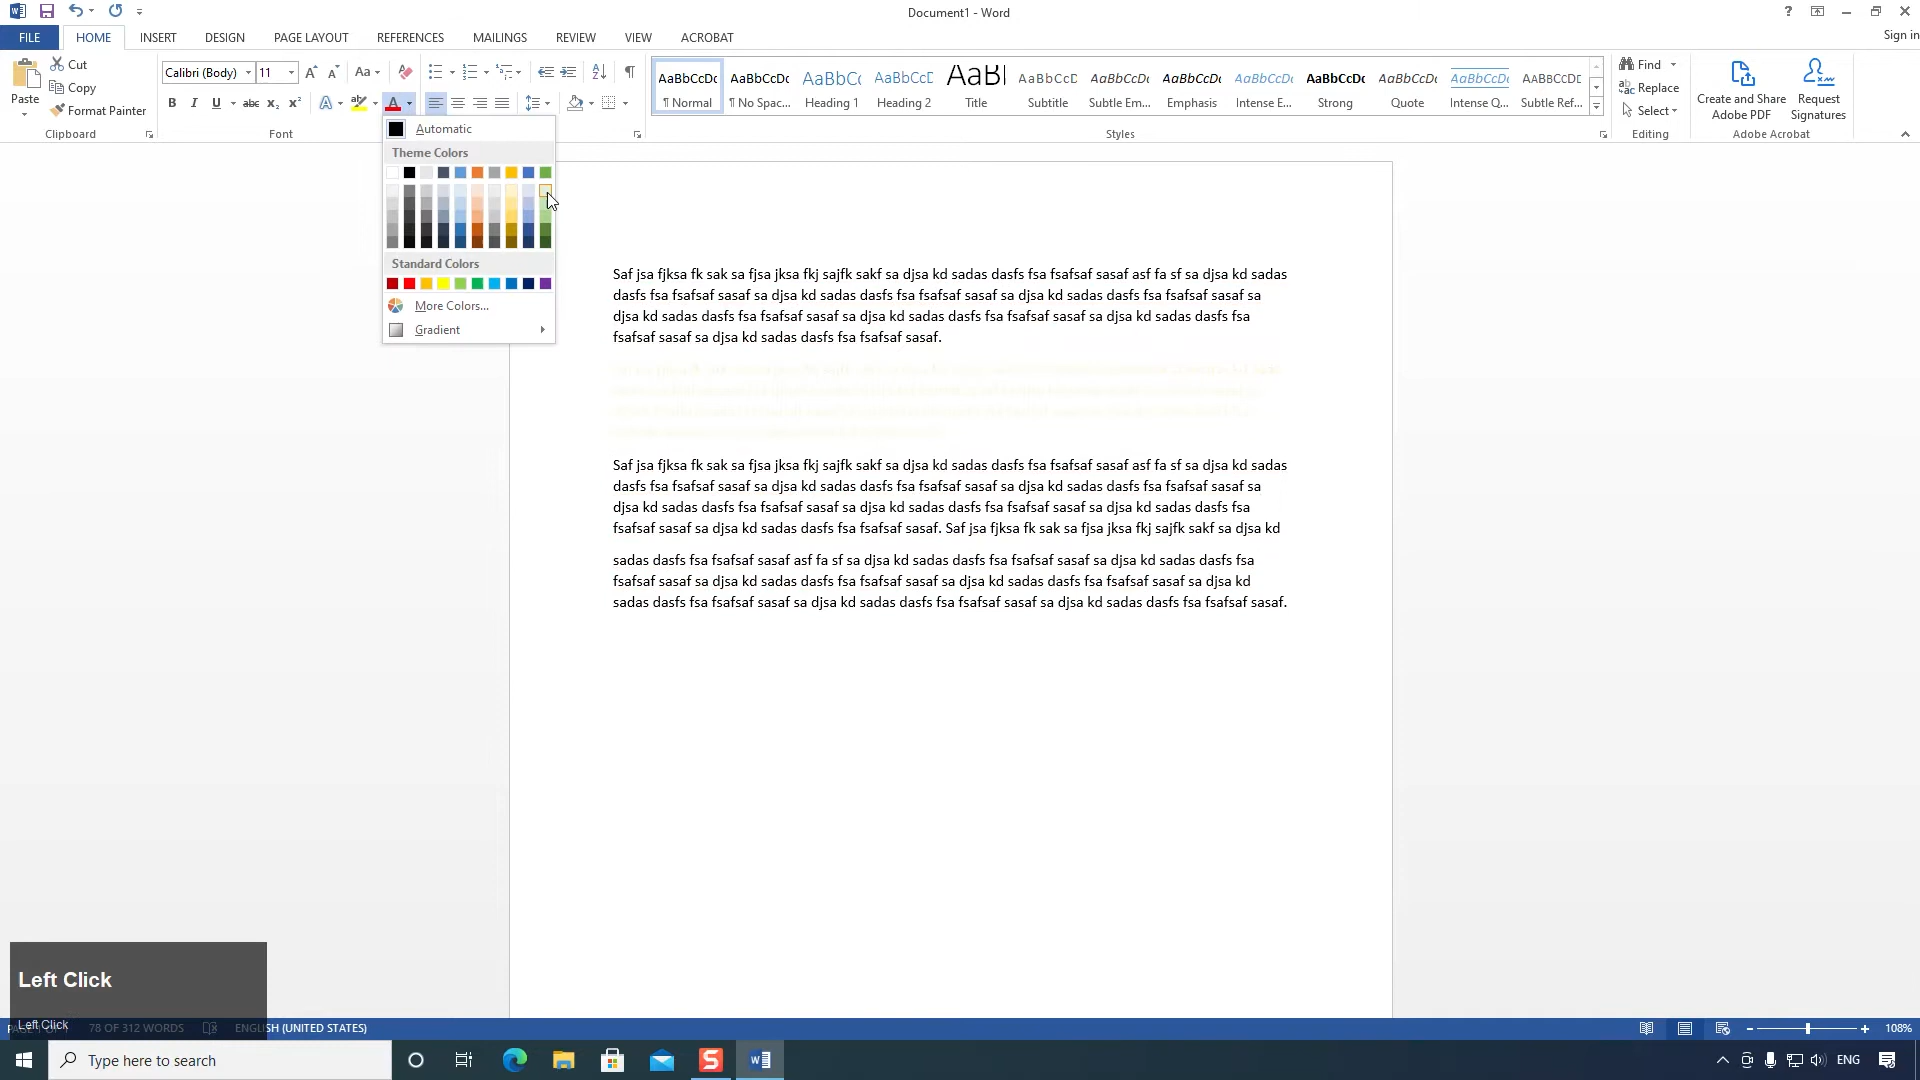 Document1 - Word
?
Sign in
FILE
HOME
INSERT
DESIGN
PAGE LAYOUT
REFERENCES
MAILINGS
REVIEW
VIEW
ACROBAT
Paste
Cut
Copy
Format Painter
Clipboard
Calibri (Body)
11
Aa
Font
AaBbCcDc
¶ Normal
AaBbCcDc
¶ No Spac...
AaBbCc
Heading 1
AaBbCcD
Heading 2
AaBl
Title
AaBbCcD
Subtitle
AaBbCcDc
Subtle Em...
AaBbCcDc
Emphasis
AaBbCcDc
Intense E...
AaBbCcDc
Strong
AaBbCcDc
Quote
AaBbCcDc
Intense Q...
AABBCCDE
Subtle Ref...
Styles
Find
Replace
Select
Editing
Create and Share
Adobe PDF
Request
Signatures
Adobe Acrobat
Automatic
Theme Colors
Standard Colors
More Colors...
Gradient
Saf jsa fjksa fk sak sa fjsa jksa fkj sajfk sakf sa djsa kd sadas dasfs fsa fsafsaf sasaf asf fa sf sa djsa kd sadas
dasfs fsa fsafsaf sasaf sa djsa kd sadas dasfs fsa fsafsaf sasaf sa djsa kd sadas dasfs fsa fsafsaf sasaf sa
djsa kd sadas dasfs fsa fsafsaf sasaf sa djsa kd sadas dasfs fsa fsafsaf sasaf sa djsa kd sadas dasfs fsa
fsafsaf sasaf sa djsa kd sadas dasfs fsa fsafsaf sasaf.
Saf jsa fjksa fk sak sa fjsa jksa fkj sajfk sakf sa djsa kd sadas dasfs fsa fsafsaf sasaf asf fa sf sa djsa kd sadas
dasfs fsa fsafsaf sasaf sa djsa kd sadas dasfs fsa fsafsaf sasaf sa djsa kd sadas dasfs fsa fsafsaf sasaf sa
djsa kd sadas dasfs fsa fsafsaf sasaf sa djsa kd sadas dasfs fsa fsafsaf sasaf sa djsa kd sadas dasfs fsa
fsafsaf sasaf sa djsa kd sadas dasfs fsa fsafsaf sasaf. Saf jsa fjksa fk sak sa fjsa jksa fkj sajfk sakf sa djsa kd
sadas dasfs fsa fsafsaf sasaf asf fa sf sa djsa kd sadas dasfs fsa fsafsaf sasaf sa djsa kd sadas dasfs fsa
fsafsaf sasaf sa djsa kd sadas dasfs fsa fsafsaf sasaf sa djsa kd sadas dasfs fsa fsafsaf sasaf sa djsa kd
sadas dasfs fsa fsafsaf sasaf sa djsa kd sadas dasfs fsa fsafsaf sasaf sa djsa kd sadas dasfs fsa fsafsaf sasaf.
Left Click
Left Click
78 OF 312 WORDS
ENGLISH (UNITED STATES)
108%
Type here to search
ENG